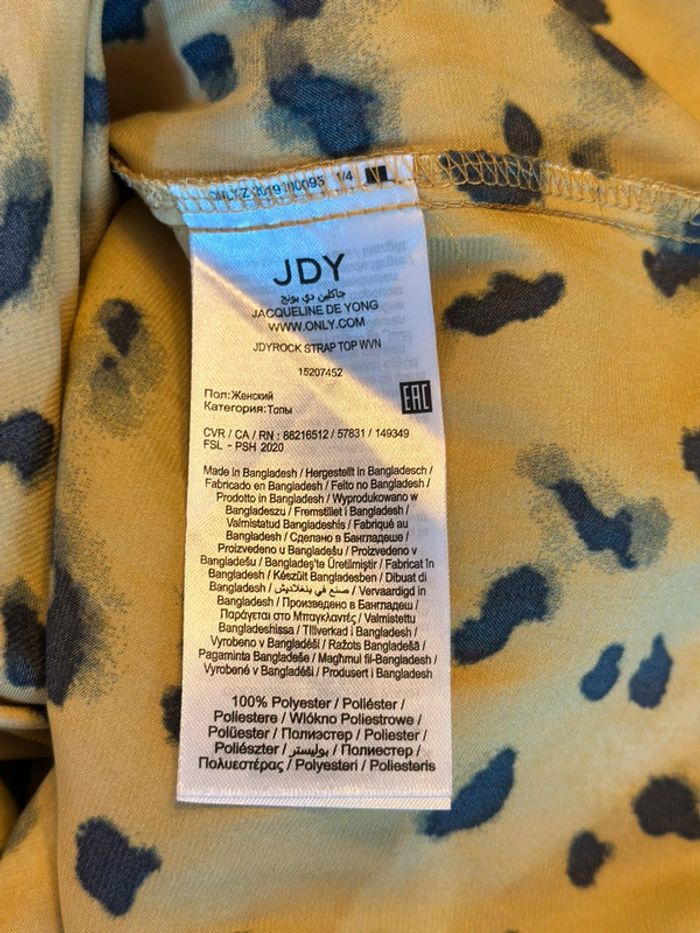 1/4
JDY
جاكلين دي يونج
JACQUELINE DE YONG
WWW.ONLY.COM
JDYROCK STRAP TOP WVN
15207452
Пол:Женский
Категория:Топы
EAC
CVR / CA / RN : 88216512 / 57831 / 149349
FSL - PSH 2020
Made in Bangladesh / Hergestellt in Bangladesch /
Fabricado en Bangladesh / Feito no Bangladesh /
Prodotto in Bangladesh / Wyprodukowano w
Bangladeszu / Fremstillet i Bangladesh /
Valmistatud Bangladeshis / Fabriqué au
Bangladesh / Сделано в Бангладеше /
Proizvedeno u Bangladešu / Proizvedeno v
Bangladešu / Bangladeş'te Üretilmiştir / Fabricat în
Bangladesh / Készült Bangladesben / Dibuat di
Bangladesh / صنع في بنغلاديش / Vervaardigd in
Bangladesh / Произведено в Бангладеш /
Παράγεται στο Μπαγκλαντές / Valmistettu
Bangladeshissa / Tillverkad i Bangladesh /
Vyrobeno v Bangladéši / Ražots Bangladešā /
Pagaminta Bangladeše / Magħmul fil-Bangladesh /
Vyrobené v Bangladéši / Produsert i Bangladesh
100% Polyester / Poliéster /
Poliestere / Włókno Poliestrowe /
Polüester / Полиэстер / Poliester /
Poliészter / بوليستر / Полиестер /
Πολυεστέρας / Polyesteri / Poliesteris